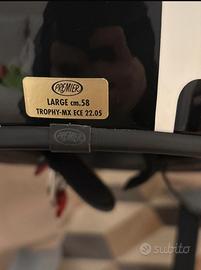 PREMIER
LARGE cm.58
TROPHY-MX ECE 22.05
PREMIER
subito